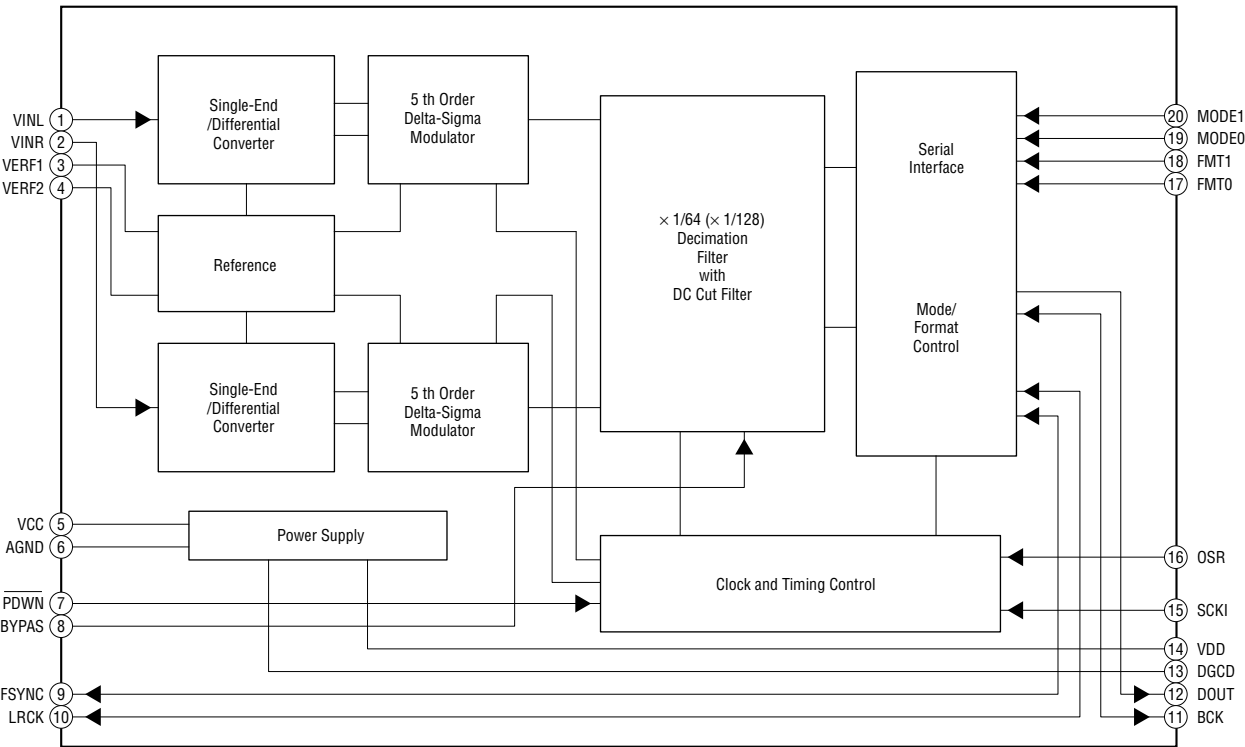 VINL 1
VINR 2
VERF1 3
VERF2 4
VCC 5
AGND 6
PDWN 7
BYPAS 8
FSYNC 9
LRCK 10
Single-End
/Differential
Converter
5 th Order
Delta-Sigma
Modulator
Reference
Single-End
/Differential
Converter
5 th Order
Delta-Sigma
Modulator
Power Supply
× 1/64 (× 1/128)
Decimation
Filter
with
DC Cut Filter
Clock and Timing Control
Serial
Interface
Mode/
Format
Control
20 MODE1
19 MODE0
18 FMT1
17 FMT0
16 OSR
15 SCKI
14 VDD
13 DGCD
12 DOUT
11 BCK